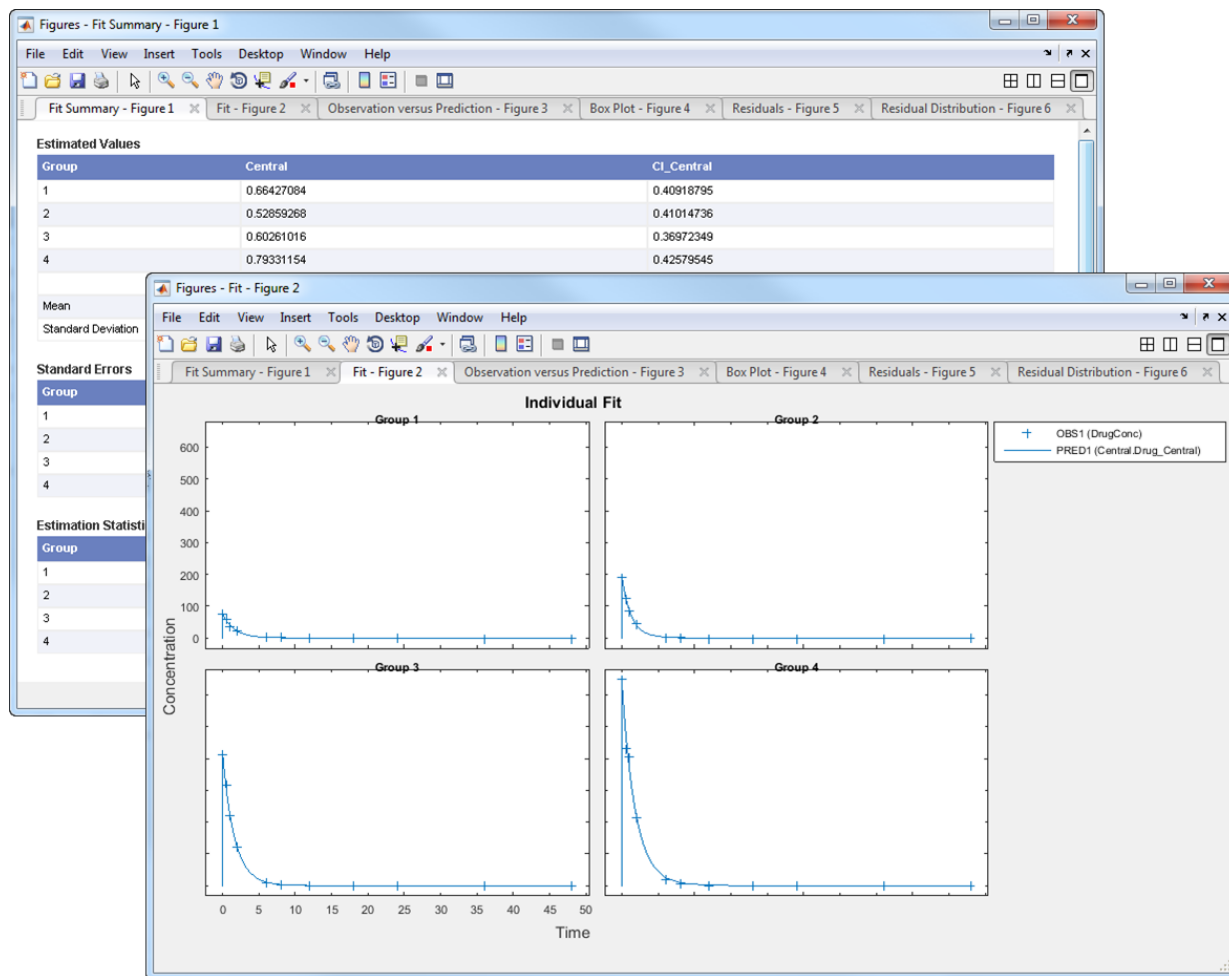 Figures - Fit Summary - Figure 1
File Edit View Insert Tools Desktop Window Help
Fit Summary - Figure 1 Fit - Figure 2 Observation versus Prediction - Figure 3 Box Plot - Figure 4 Residuals - Figure 5 Residual Distribution - Figure 6
Estimated Values
Group Central Cl_Central
1 0.66427084 0.40918795
2 0.52859268 0.41014736
3 0.60261016 0.36972349
4 0.79331154 0.42579545
Mean
Standard Deviation
Standard Errors
Group
1
2
3
4
Estimation Statisti
Group
1
2
3
4
Figures - Fit - Figure 2
File Edit View Insert Tools Desktop Window Help
Fit Summary - Figure 1 Fit - Figure 2 Observation versus Prediction - Figure 3 Box Plot - Figure 4 Residuals - Figure 5 Residual Distribution - Figure 6
Individual Fit
Group 1 Group 2
OBS1 (DrugConc)
PRED1 (Central.Drug_Central)
600
500
400
300
200
100
0
Concentration
Group 3 Group 4
0 5 10 15 20 25 30 35 40 45 50
Time